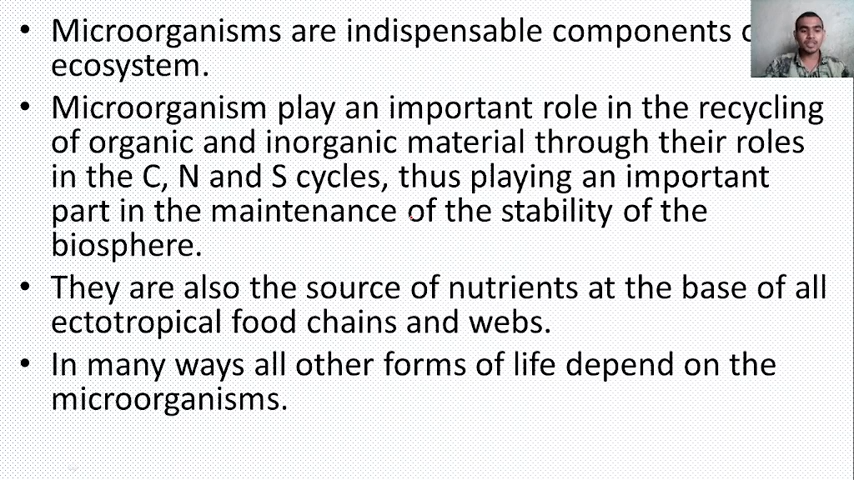 • Microorganisms are indispensable components
ecosystem.
• Microorganism play an important role in the recycling
of organic and inorganic material through their roles
in the C, N and S cycles, thus playing an important
part in the maintenance of the stability of the
biosphere.
• They are also the source of nutrients at the base of all
ectotropical food chains and webs.
• In many ways all other forms of life depend on the
microorganisms.